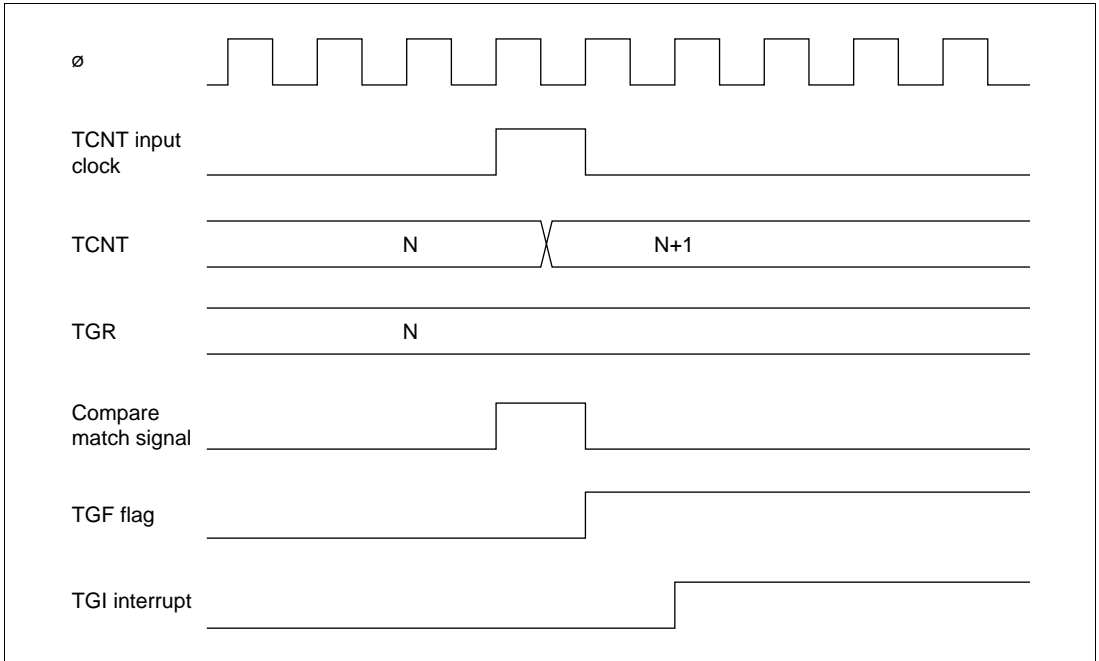 ø
TCNT input
clock
TCNT
N
N+1
TGR
N
Compare
match signal
TGF flag
TGI interrupt